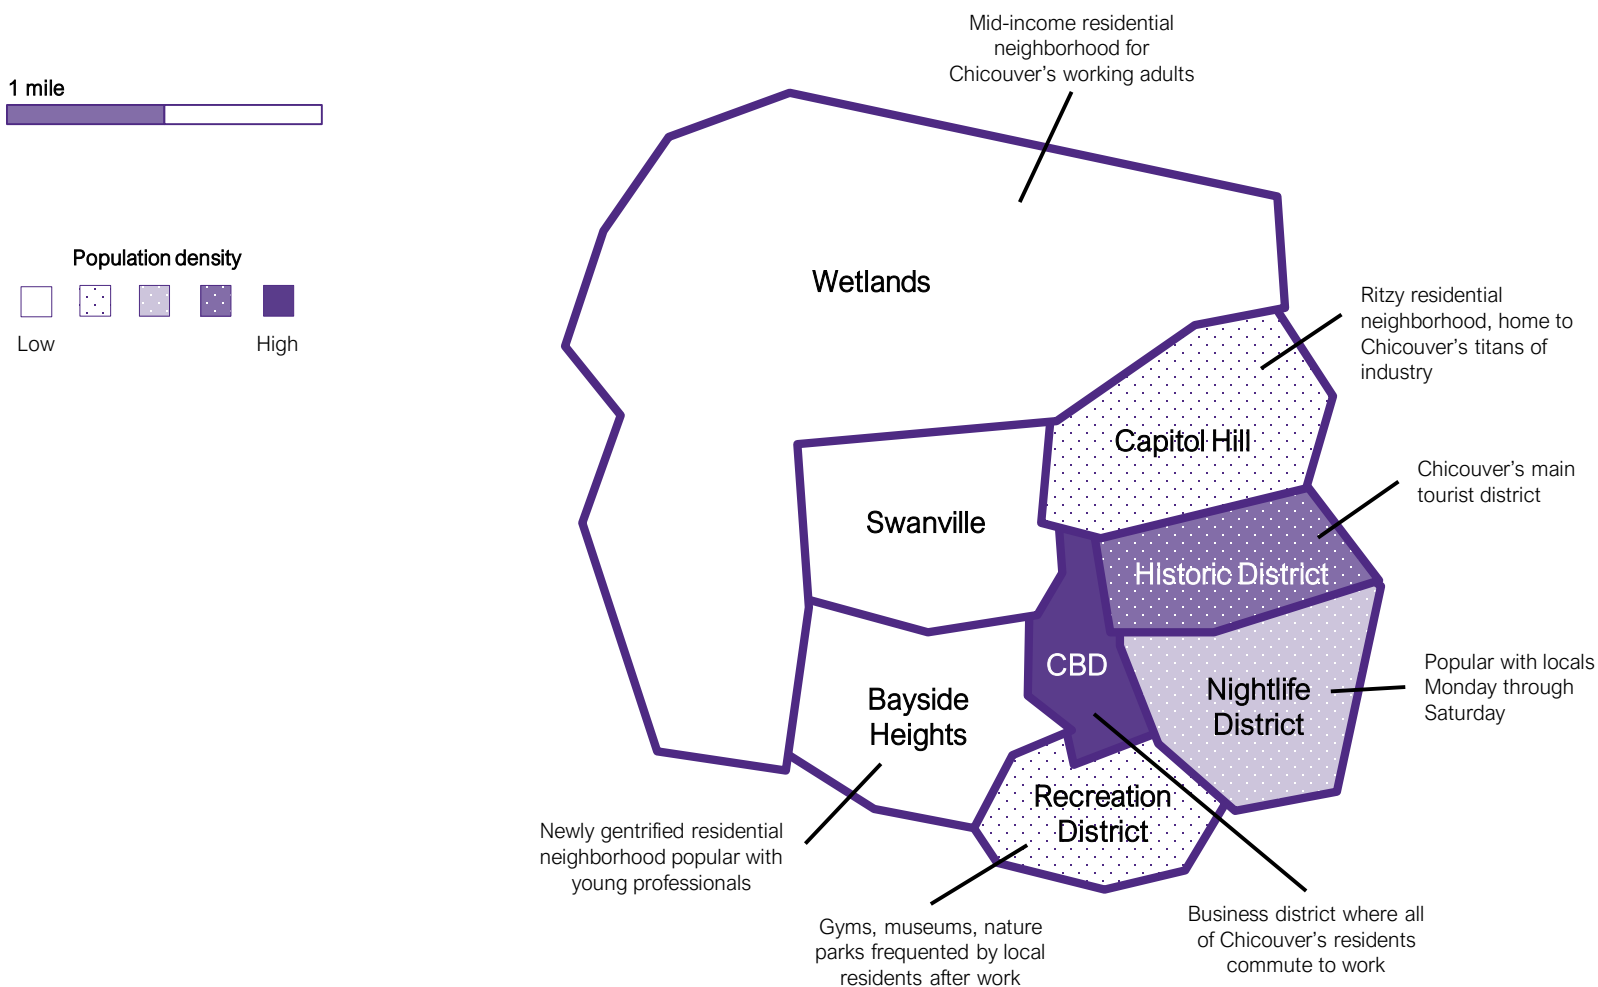 Mid-income residential
neighborhood for
Chicouver's working adults
1 mile
Population density
Low
High
Wetlands
Ritzy residential
neighborhood, home to
Chicouver's titans of
industry
Capitol Hill
Chicouver's main
tourist district
Swanville
HIstoric District
CBD
Popular with locals
Monday through
Saturday
Nightlife
District
Bayside
Heights
Recreation
District
Newly gentrified residential
neighborhood popular with
young professionals
Gyms, museums, nature
parks frequented by local
residents after work
Business district where all
of Chicouver's residents
commute to work